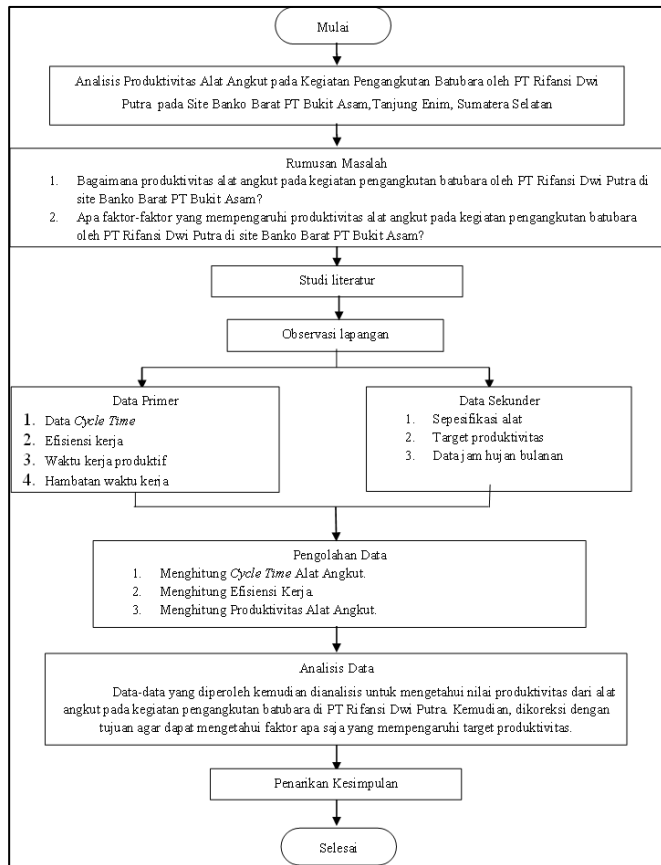 Mulai
Analisis Produktivitas Alat Angkut pada Kegiatan Pengangkutan Batubara oleh PT Rifansi Dwi
Putra pada Site Banko Barat PT Bukit Asam,Tanjung Enim, Sumatera Selatan
Rumusan Masalah
1. Bagaimana produktivitas alat angkut pada kegiatan pengangkutan batubara oleh PT Rifansi Dwi Putra di
site Banko Barat PT Bukit Asam?
2. Apa faktor-faktor yang mempengaruhi produktivitas alat angkut pada kegiatan pengangkutan batubara
oleh PT Rifansi Dwi Putra di site Banko Barat PT Bukit Asam?
Studi literatur
Observasi lapangan
Data Primer
1. Data Cycle Time
2. Efisiensi kerja
3. Waktu kerja produktif
4. Hambatan waktu kerja
Data Sekunder
1. Sepesifikasi alat
2. Target produktivitas
3. Data jam hujan bulanan
Pengolahan Data
1. Menghitung Cycle Time Alat Angkut.
2. Menghitung Efisiensi Kerja
3. Menghitung Produktivitas Alat Angkut.
Analisis Data
Data-data yang diperoleh kemudian dianalisis untuk mengetahui nilai produktivitas dari alat
angkut pada kegiatan pengangkutan batubara di PT Rifansi Dwi Putra. Kemudian, dikoreksi dengan
tujuan agar dapat mengetahui faktor apa saja yang mempengaruhi target produktivitas.
Penarikan Kesimpulan
Selesai